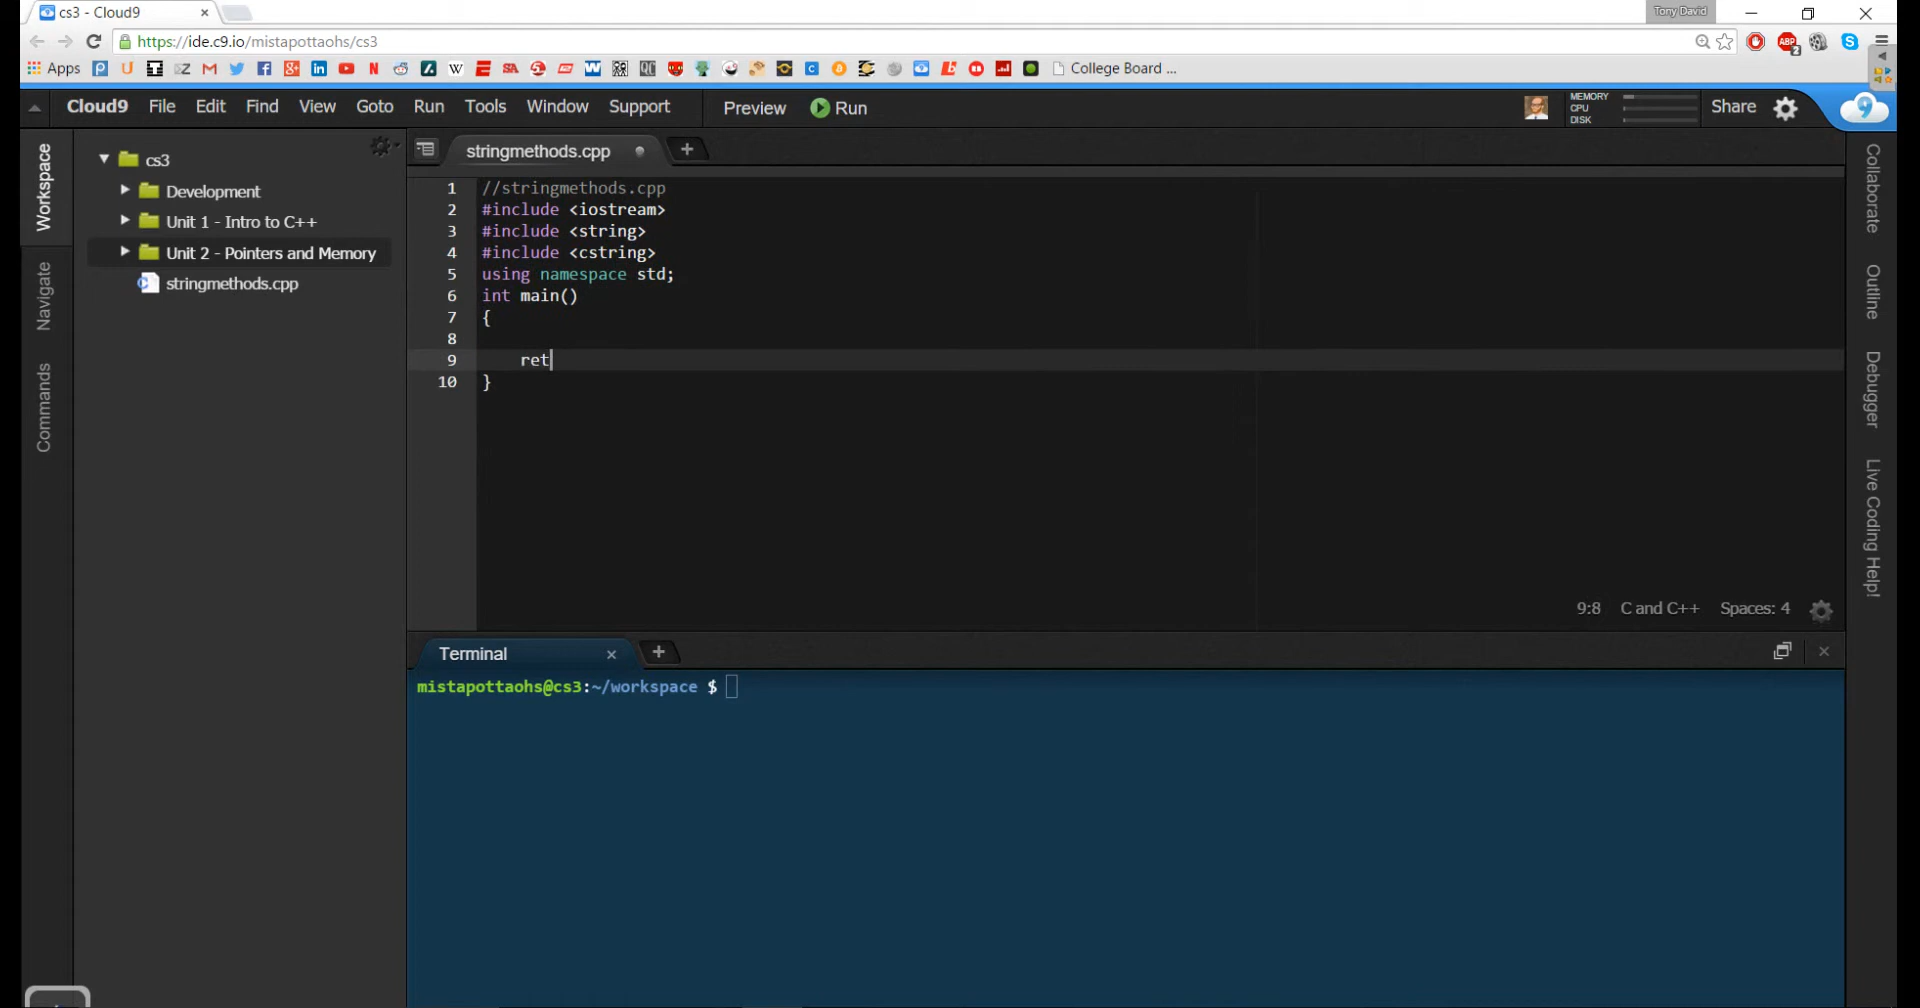 cs3 - Cloud9
Tony David
https://ide.c9.io/mistapottaohs/cs3
Apps
College Board ...
Cloud9 File Edit Find View Goto Run Tools Window Support Preview Run
MEMORY
CPU
DISK
Share
Workspace
Navigate
Commands
cs3
Development
Unit 1 - Intro to C++
Unit 2 - Pointers and Memory
stringmethods.cpp
stringmethods.cpp
1 //stringmethods.cpp
2 #include <iostream>
3 #include <string>
4 #include <cstring>
5 using namespace std;
6 int main()
7 {
8
9 ret
10 }
9:8 C and C++ Spaces: 4
Collaborate
Outline
Debugger
Live Coding Help!
Terminal
mistapottaohs@cs3:~/workspace $